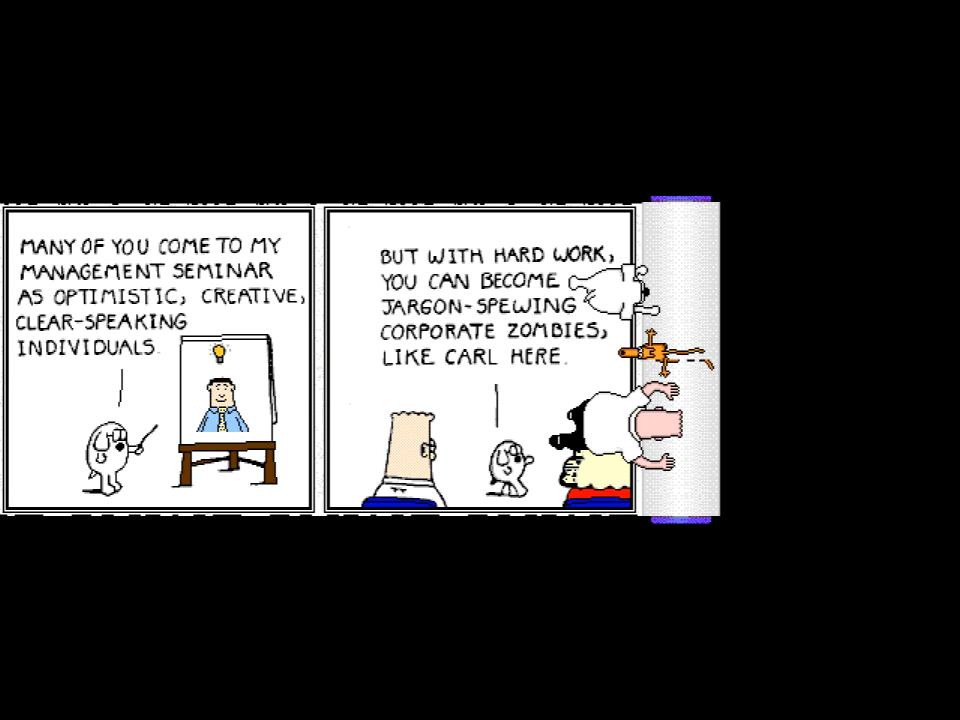 MANY OF YOU COME TO MY
MANAGEMENT SEMINAR
AS OPTIMISTIC, CREATIVE,
CLEAR-SPEAKING
INDIVIDUALS.
BUT WITH HARD WORK,
YOU CAN BECOME
JARGON-SPEWING
CORPORATE ZOMBIES,
LIKE CARL HERE.